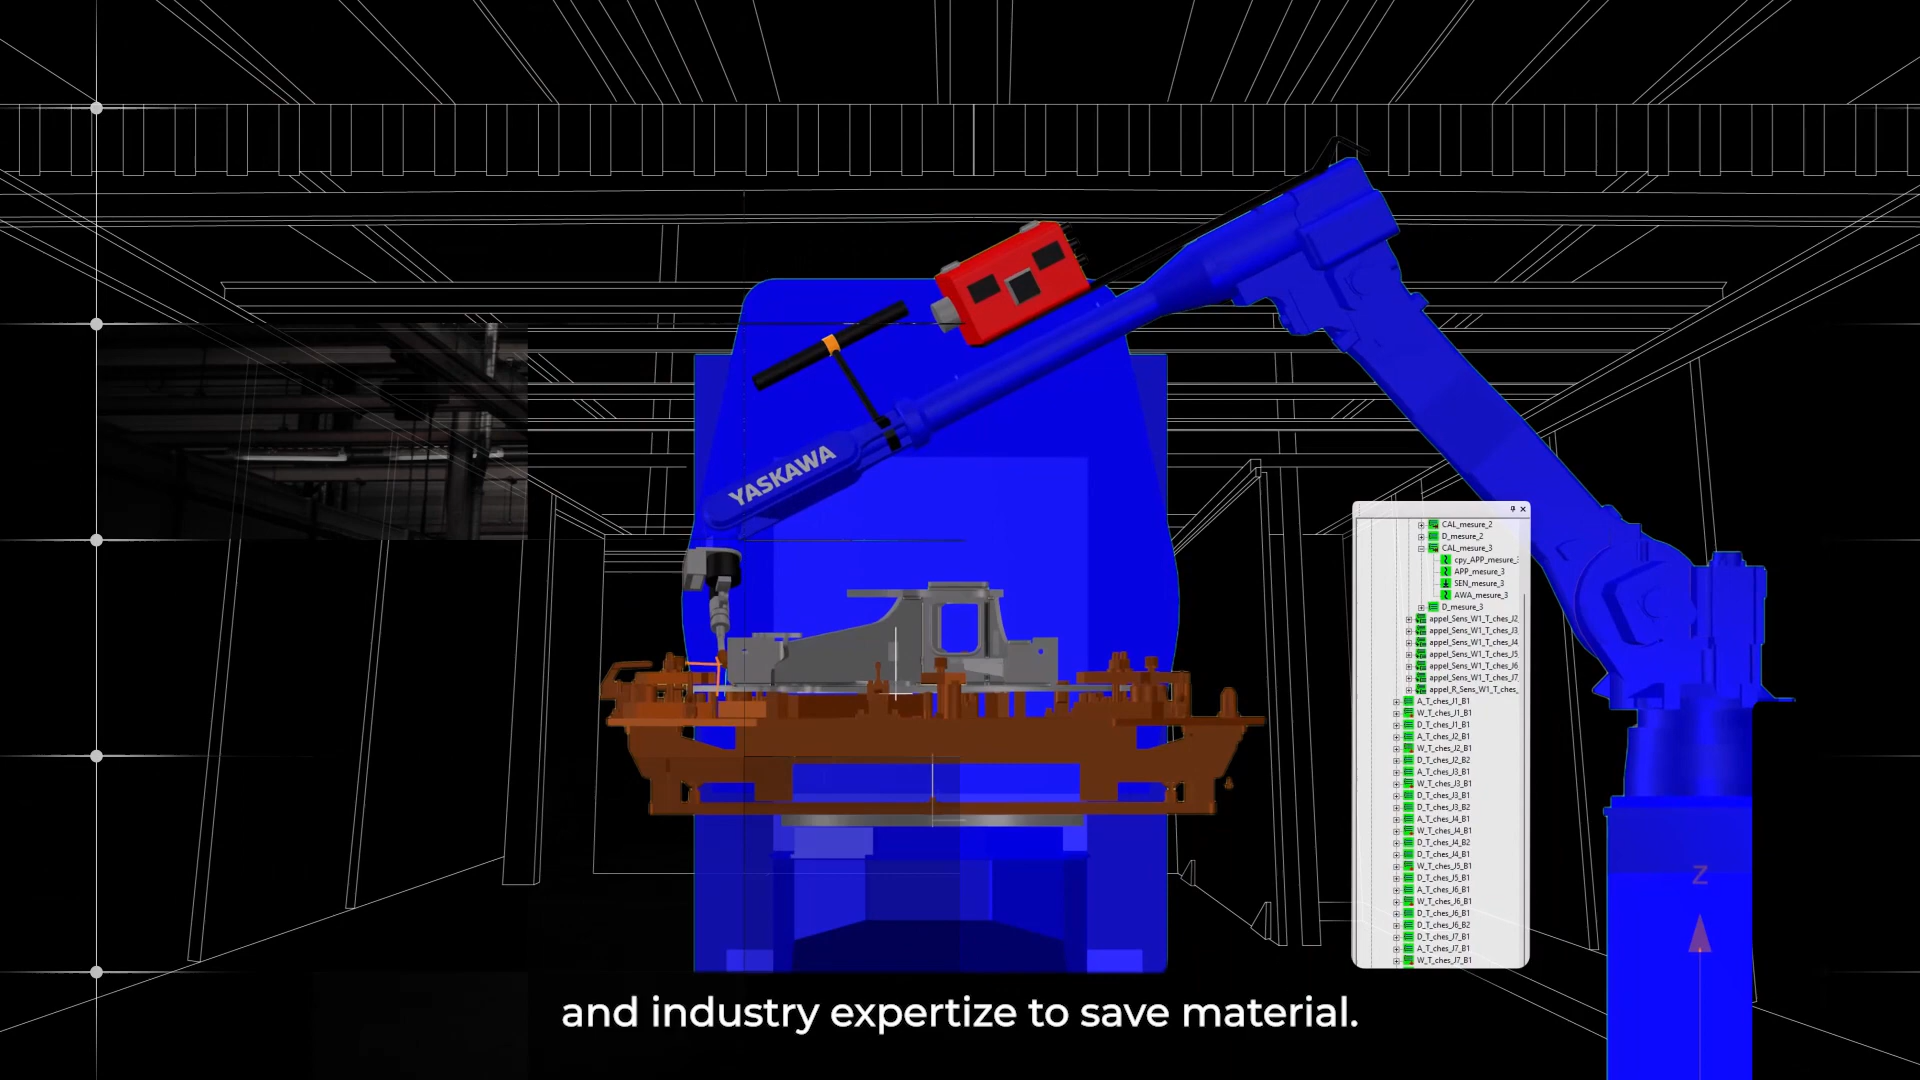 YASKAWA
CAL_mesure_2
D_mesure_2
CAL_mesure_3
cpy_APP_mesure_3
APP_mesure_3
SEN_mesure_3
AWA_mesure_3
D_mesure_3
appel_Sens_W1_T_ches_J2
appel_Sens_W1_T_ches_J3
appel_Sens_W1_T_ches_J4
appel_Sens_W1_T_ches_J5
appel_Sens_W1_T_ches_J6
appel_Sens_W1_T_ches_J7
appel_R_Sens_W1_T_ches_
A_T_ches_J1_B1
W_T_ches_J1_B1
D_T_ches_J1_B1
A_T_ches_J2_B1
W_T_ches_J2_B1
D_T_ches_J2_B2
A_T_ches_J3_B1
W_T_ches_J3_B1
D_T_ches_J3_B1
D_T_ches_J3_B2
A_T_ches_J4_B1
W_T_ches_J4_B1
D_T_ches_J4_B2
D_T_ches_J4_B1
W_T_ches_J5_B1
D_T_ches_J5_B1
A_T_ches_J6_B1
W_T_ches_J6_B1
D_T_ches_J6_B1
D_T_ches_J6_B2
D_T_ches_J7_B1
A_T_ches_J7_B1
W_T_ches_J7_B1
Z
and industry expertize to save material.